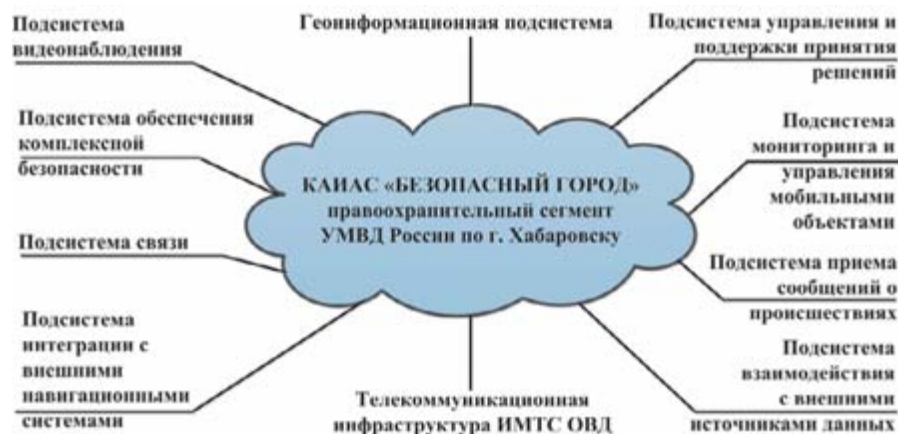 Подсистема
видеонаблюдения
Геоинформационная подсистема
Подсистема управления и
поддержки принятия
решений
Подсистема обеспечения
комплексной
безопасности
КАИАС «БЕЗОПАСНЫЙ ГОРОД»
правоохранительный сегмент
УМВД России по г. Хабаровску
Подсистема
мониторинга и
управления
мобильными
объектами
Подсистема связи
Подсистема приема
сообщений о
происшествиях
Подсистема
интеграции с
внешними
навигационными
системами
Телекоммуникационная
инфраструктура ИМТС ОВД
Подсистема
взаимодействия
с внешними
источниками данных